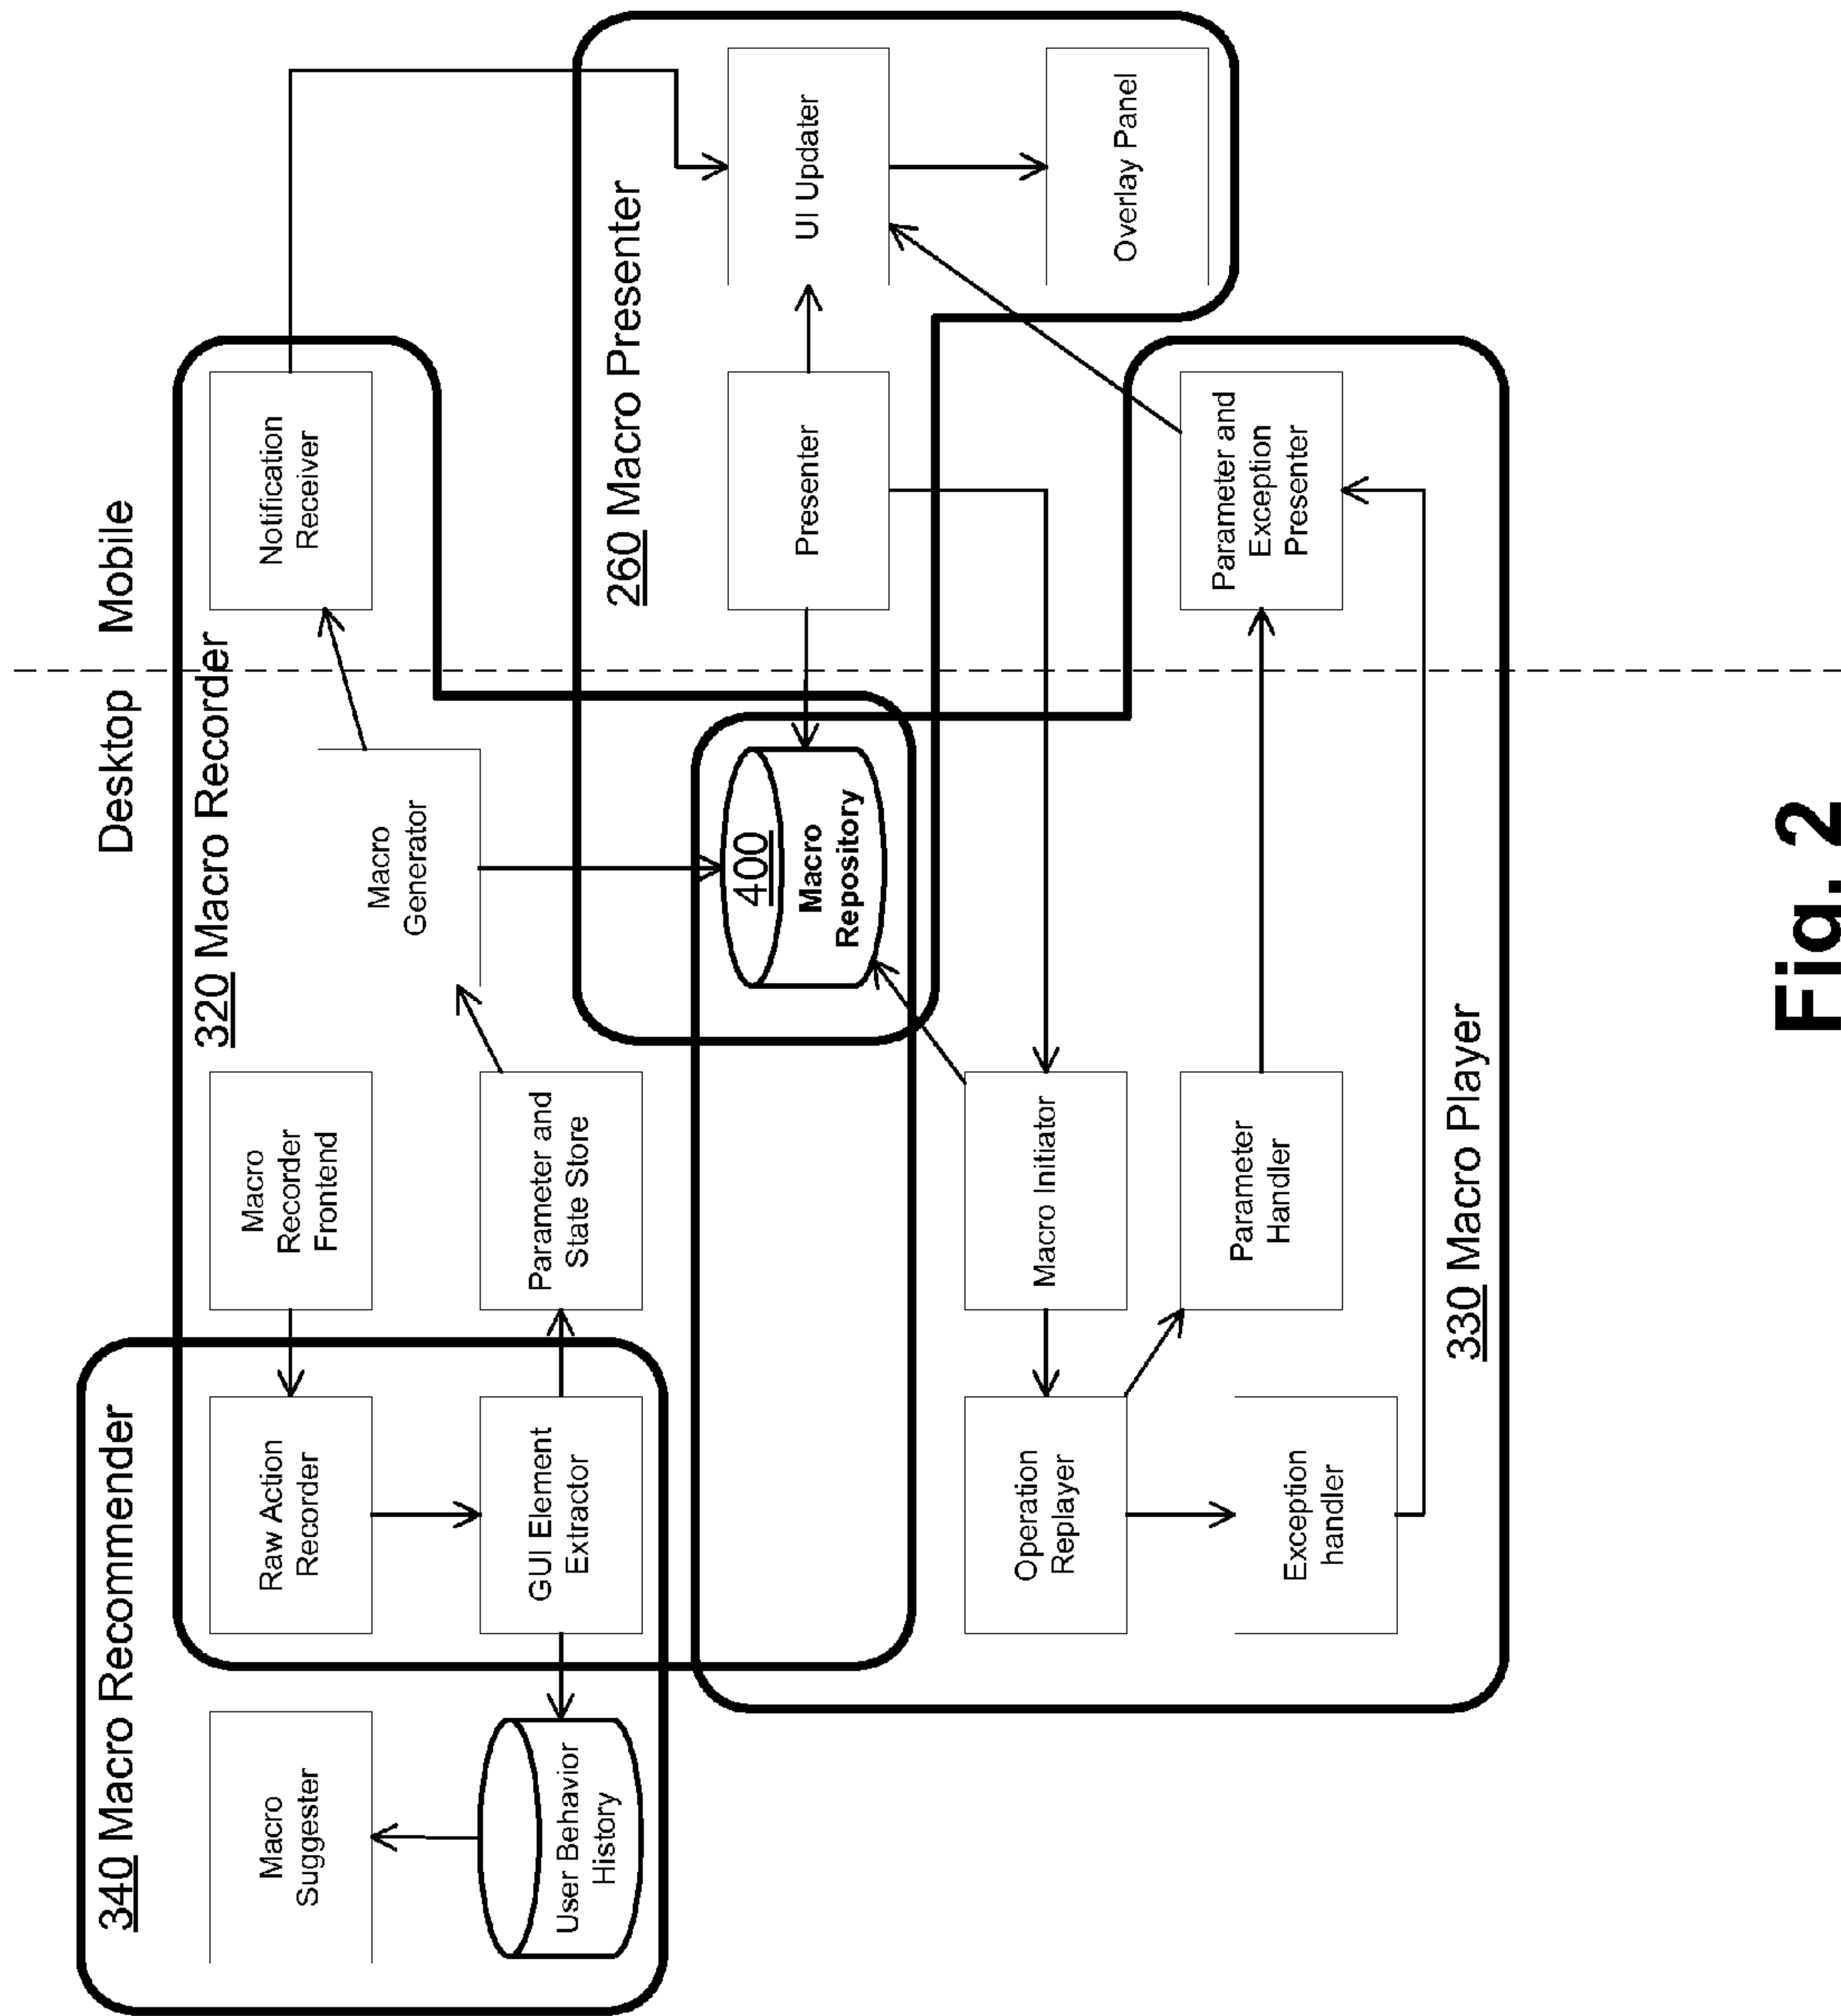 Desktop
Mobile
340 Macro Recommender
320 Macro Recorder
Macro
Suggester
Raw Action
Recorder
Macro
Recorder
Frontend
Macro
Generator
Notification
Receiver
User Behavior
History
GUI Element
Extractor
Parameter and
State Store
260 Macro Presenter
400
Macro
Repository
Presenter
UI Updater
Overlay Panel
Operation
Replayer
Macro Initiator
Exception
handler
Parameter
Handler
Parameter and
Exception
Presenter
330 Macro Player
Fig. 2